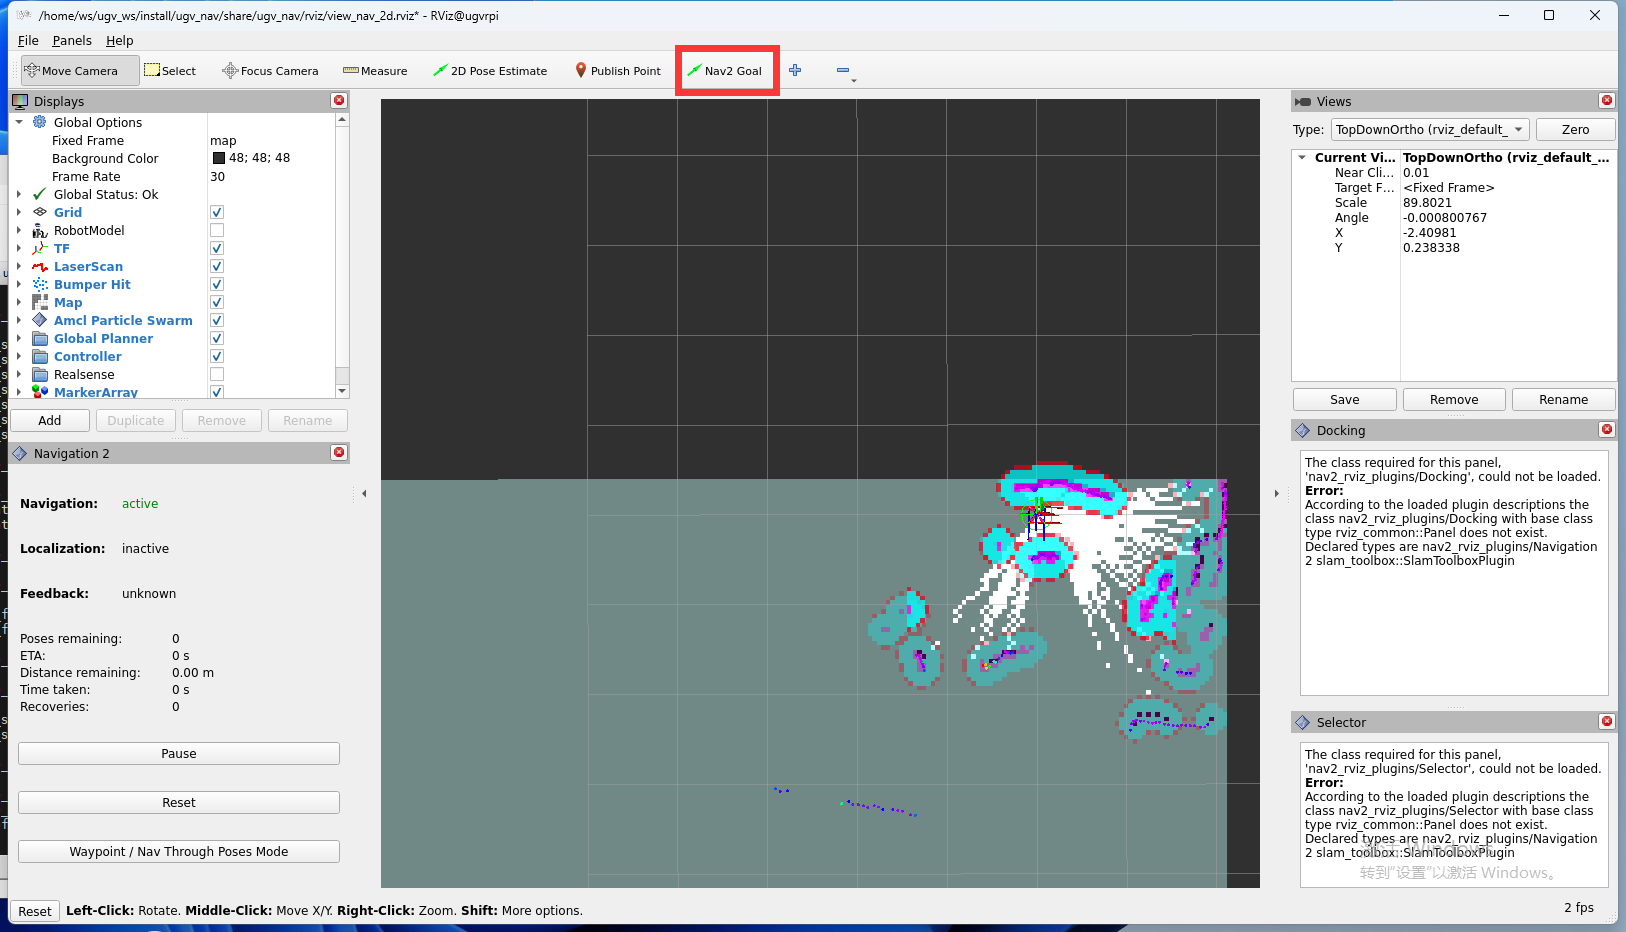 /home/ws/ugv_ws/install/ugv_nav/share/ugv_nav/rviz/view_nav_2d.rviz* - RViz@ugvrpi
File Panels Help
Move Camera Select Focus Camera Measure 2D Pose Estimate Publish Point Nav2 Goal
Displays
Global Options
Fixed Frame map
Background Color 48; 48; 48
Frame Rate 30
Global Status: Ok
Grid
RobotModel
TF
LaserScan
Bumper Hit
Map
Amcl Particle Swarm
Global Planner
Controller
Realsense
MarkerArray
Add Duplicate Remove Rename
Navigation 2
Navigation: active
Localization: inactive
Feedback: unknown
Poses remaining: 0
ETA: 0 s
Distance remaining: 0.00 m
Time taken: 0 s
Recoveries: 0
Pause
Reset
Waypoint / Nav Through Poses Mode
Views
Type: TopDownOrtho (rviz_default_ Zero
Current Vi... TopDownOrtho (rviz_default_...
Near Cli... 0.01
Target F... <Fixed Frame>
Scale 89.8021
Angle -0.000800767
X -2.40981
Y 0.238338
Save Remove Rename
Docking
The class required for this panel,
'nav2_rviz_plugins/Docking', could not be loaded.
Error:
According to the loaded plugin descriptions the
class nav2_rviz_plugins/Docking with base class
type rviz_common::Panel does not exist.
Declared types are nav2_rviz_plugins/Navigation
2 slam_toolbox::SlamToolboxPlugin
Selector
The class required for this panel,
'nav2_rviz_plugins/Selector', could not be loaded.
Error:
According to the loaded plugin descriptions the
class nav2_rviz_plugins/Selector with base class
type rviz_common::Panel does not exist.
Declared types are nav2_rviz_plugins/Navigation
2 slam_toolbox::SlamToolboxPlugin
激活 Windows
转到"设置"以激活 Windows。
Reset Left-Click: Rotate. Middle-Click: Move X/Y. Right-Click: Zoom. Shift: More options.
2 fps